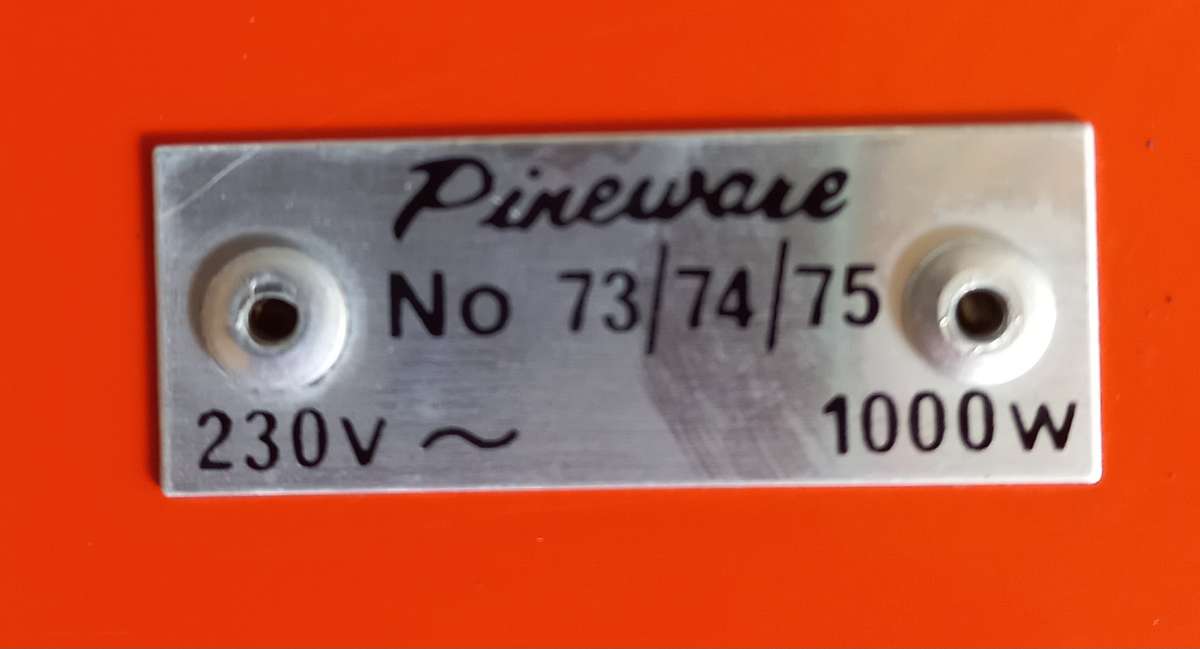 Pineware
No 73/74/75
230V ~ 1000W